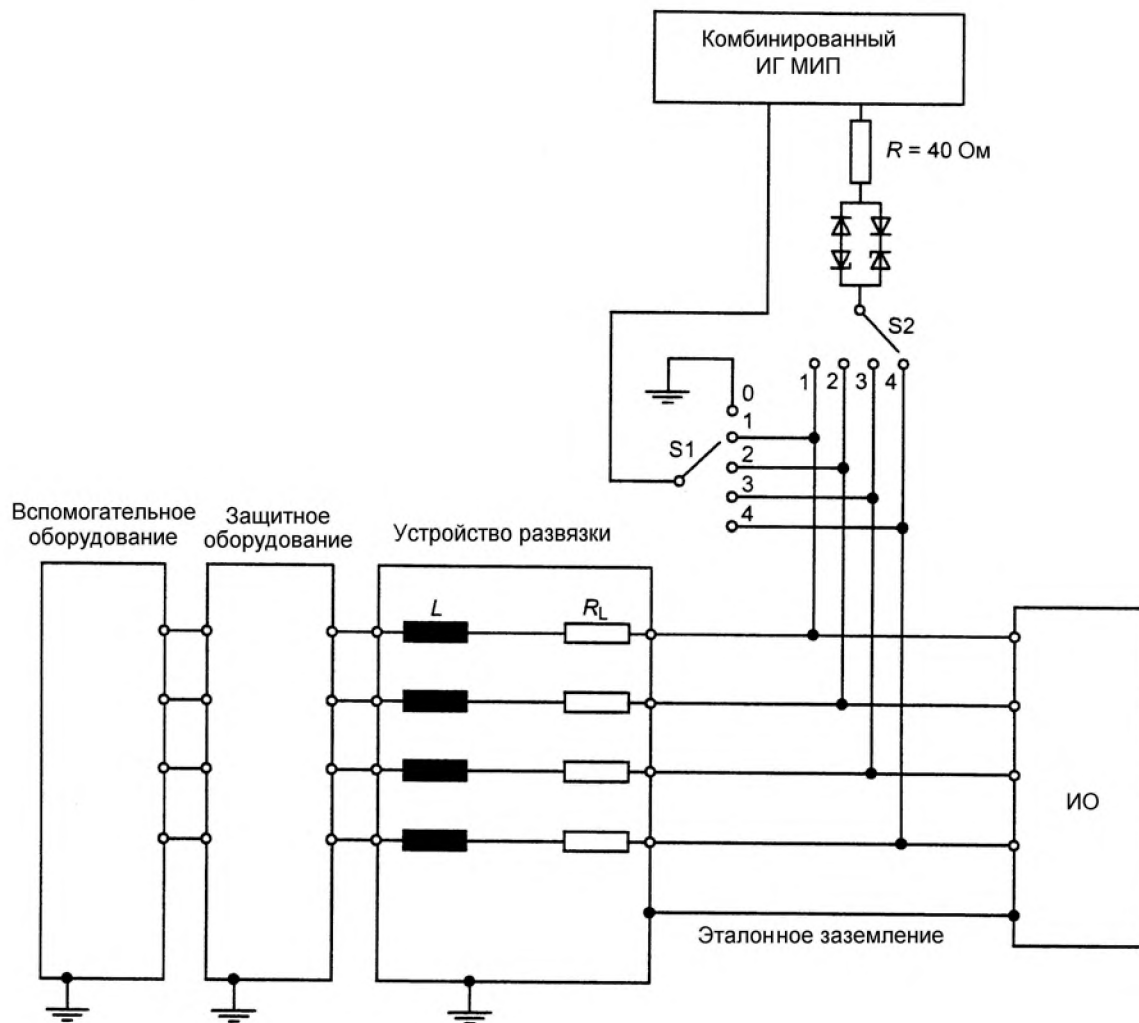 Комбинированный
ИГ МИП
R = 40 Ом
S2
1 2 3 4
0
1
S1
2
3
4
Вспомогательное
оборудование
Защитное
оборудование
Устройство развязки
L
RL
ИО
Эталонное заземление